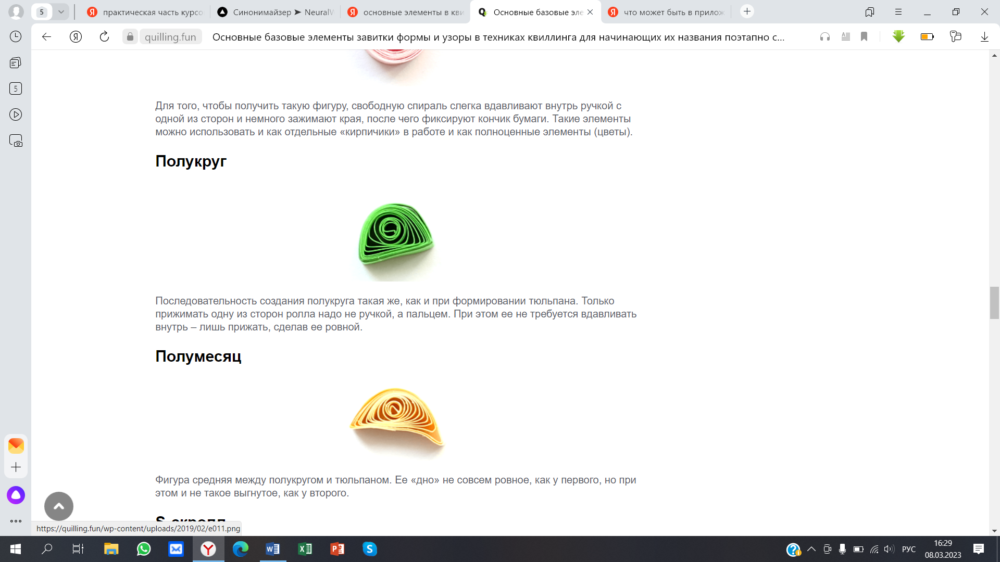 5
практическая часть курсо
Синонимайзер ➤ NeuralW
основные элементы в кви
Основные базовые эле
что может быть в прилож
quilling.fun
Основные базовые элементы завитки формы и узоры в техниках квиллинга для начинающих их названия поэтапно с...
5
Для того, чтобы получить такую фигуру, свободную спираль слегка вдавливают внутрь ручкой с
одной из сторон и немного зажимают края, после чего фиксируют кончик бумаги. Такие элементы
можно использовать и как отдельные «кирпичики» в работе и как полноценные элементы (цветы).
Полукруг
Последовательность создания полукруга такая же, как и при формировании тюльпана. Только
прижимать одну из сторон ролла надо не ручкой, а пальцем. При этом ее не требуется вдавливать
внутрь – лишь прижать, сделав ее ровной.
Полумесяц
Фигура средняя между полукругом и тюльпаном. Ее «дно» не совсем ровное, как у первого, но при
этом и не такое выгнутое, как у второго.
S-скролл
https://quilling.fun/wp-content/uploads/2019/02/e011.png
РУС
16:29
08.03.2023